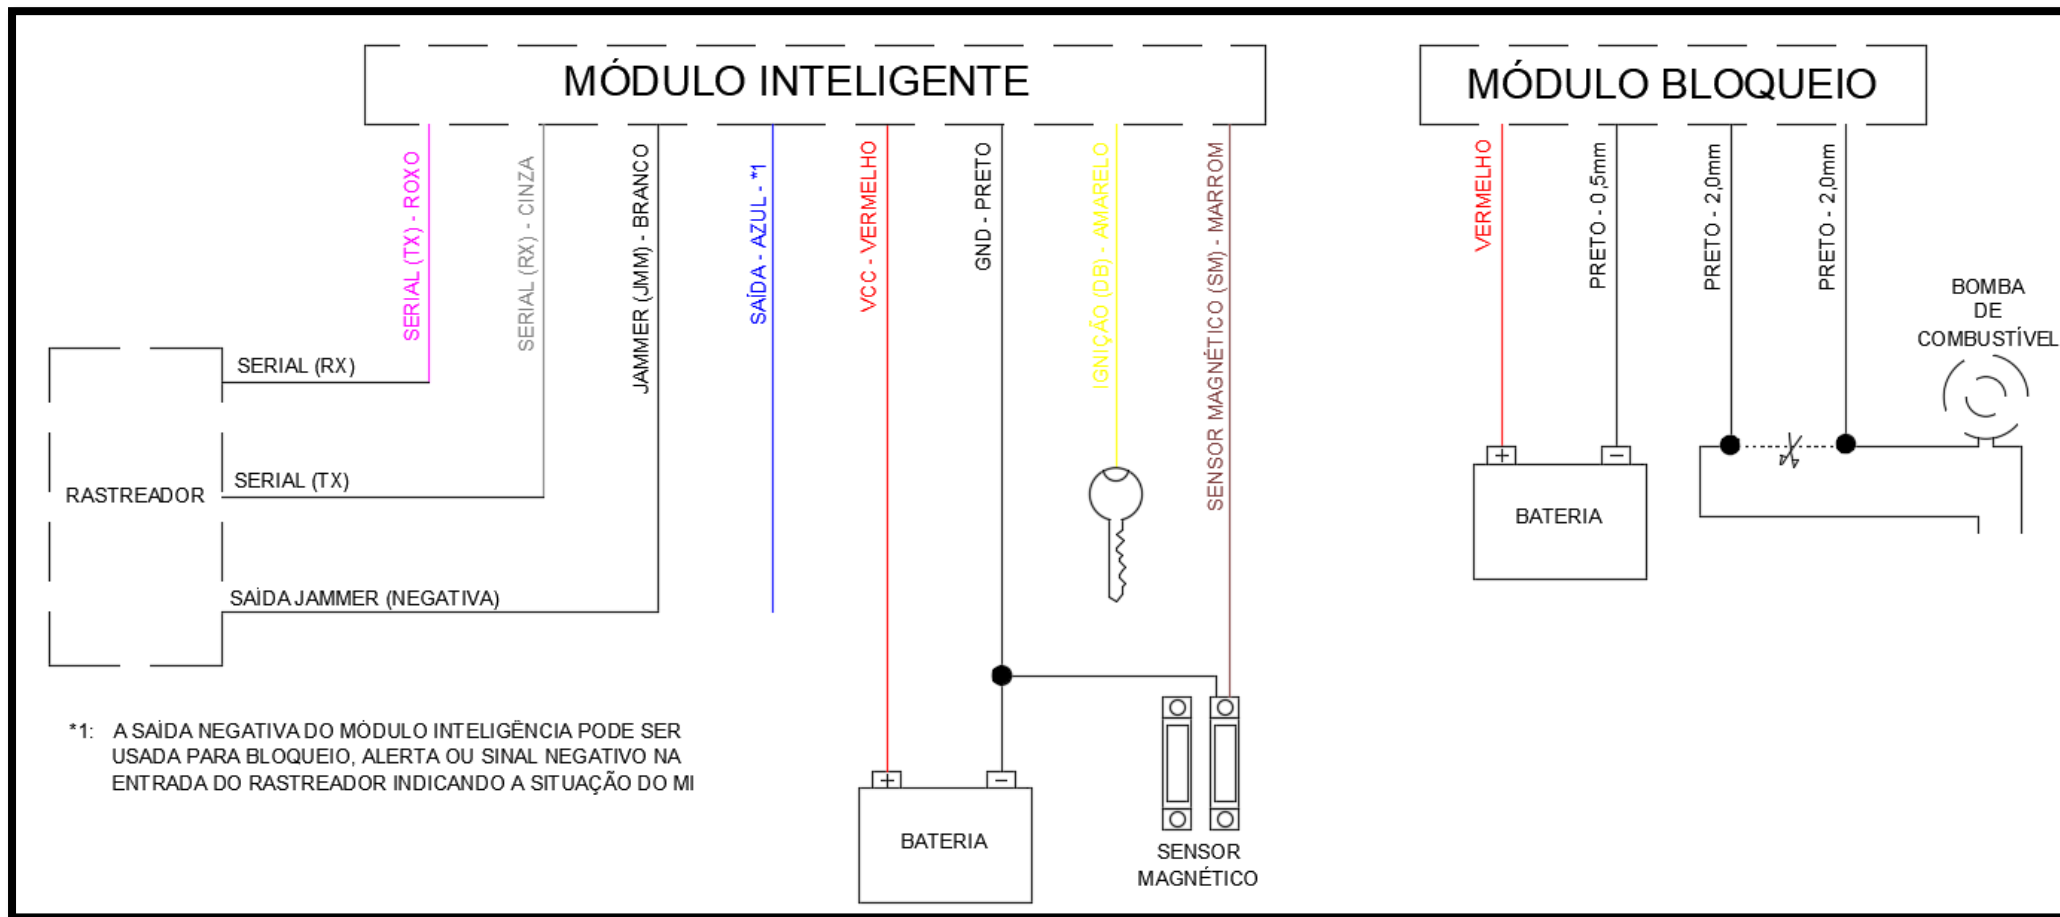 MÓDULO INTELIGENTE
SERIAL (TX) - ROXO
SERIAL (RX) - CINZA
JAMMER (JMM) - BRANCO
SAÍDA - AZUL - *1
VCC - VERMELHO
GND - PRETO
IGNIÇÃO (DB) - AMARELO
SENSOR MAGNÉTICO (SM) - MARROM
SERIAL (RX)
SERIAL (TX)
RASTREADOR
SAÍDA JAMMER (NEGATIVA)
*1: A SAÍDA NEGATIVA DO MÓDULO INTELIGÊNCIA PODE SER
USADA PARA BLOQUEIO, ALERTA OU SINAL NEGATIVO NA
ENTRADA DO RASTREADOR INDICANDO A SITUAÇÃO DO MI
+
−
BATERIA
SENSOR
MAGNÉTICO
MÓDULO BLOQUEIO
VERMELHO
PRETO - 0,5mm
PRETO - 2,0mm
PRETO - 2,0mm
+
−
BATERIA
BOMBA
DE
COMBUSTÍVEL